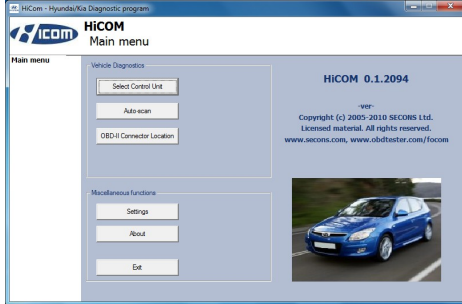 HiCom - Hyundai/Kia Diagnostic program
HICOM
HiCOM
Main menu
Main menu
Vehicle Diagnostics
Select Control Unit
Auto-scan
OBD-II Connector Location
Miscellaneous functions
Settings
About
Exit
HiCOM 0.1.2094
-ver-
Copyright (c) 2005-2010 SECONS Ltd.
Licensed material. All rights reserved.
www.secons.com, www.obdtester.com/focom